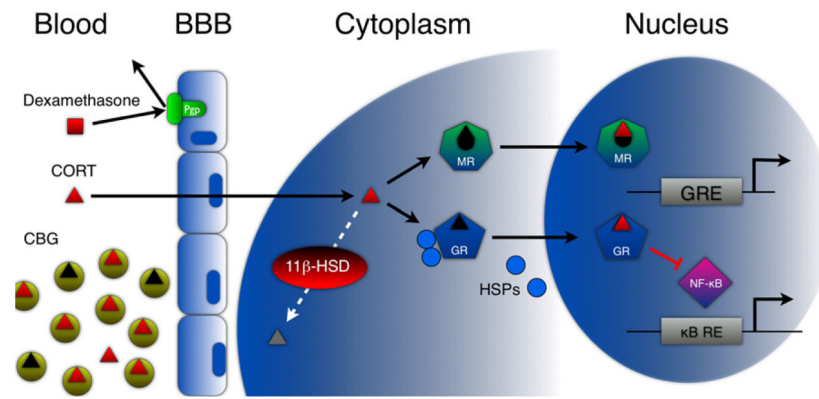 Blood
BBB
Cytoplasm
Nucleus
Dexamethasone
Pgp
CORT
CBG
11β-HSD
MR
GR
HSPs
MR
GRE
GR
NF-κB
κB RE